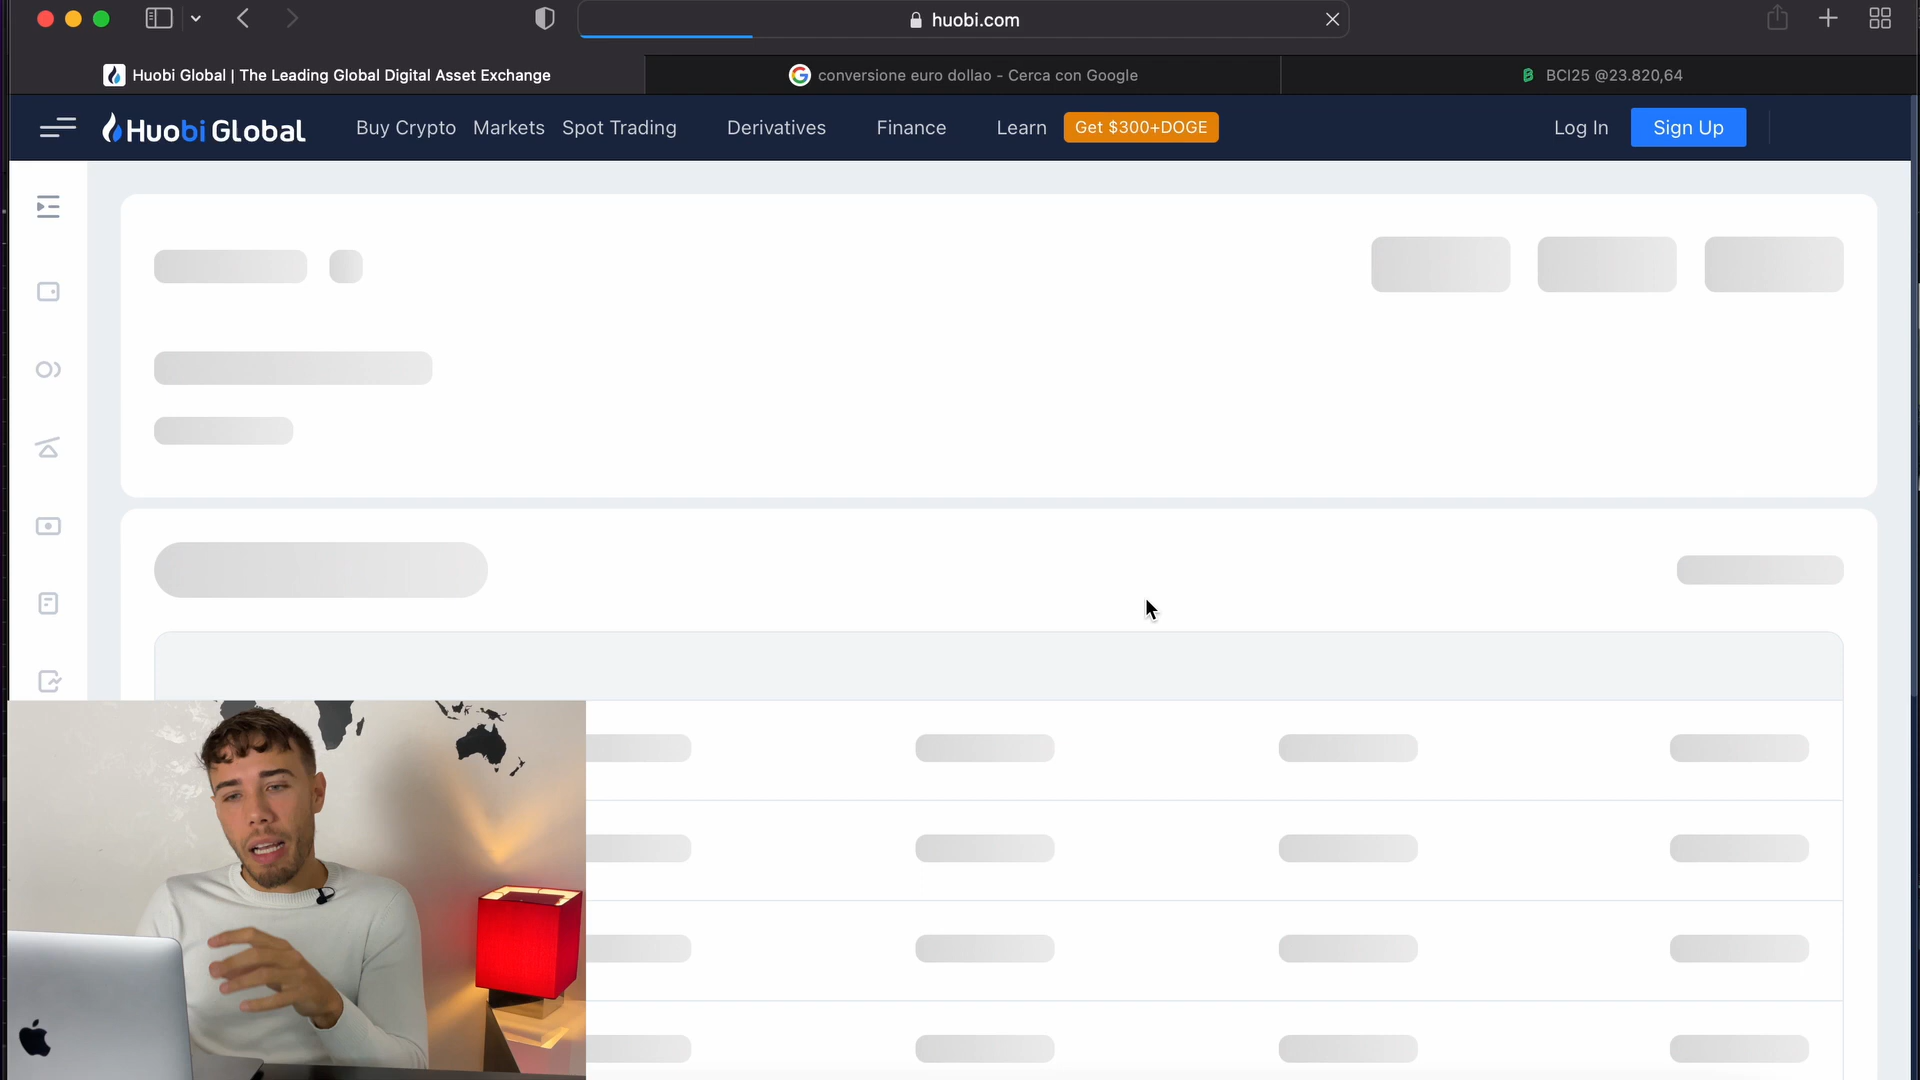 huobi.com
Huobi Global | The Leading Global Digital Asset Exchange
conversione euro dollao - Cerca con Google
BCI25 @23.820,64
Huobi Global
Buy Crypto
Markets
Spot Trading
Derivatives
Finance
Learn
Get $300+DOGE
Log In
Sign Up